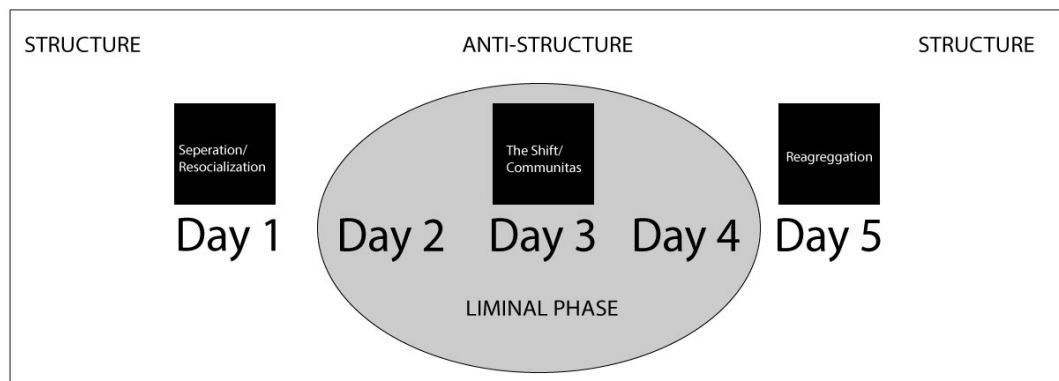 STRUCTURE ANTI-STRUCTURE STRUCTURE
Seperation/
Resocialization
The Shift/
Communitas
Reagreggation
Day 1 Day 2 Day 3 Day 4 Day 5
LIMINAL PHASE